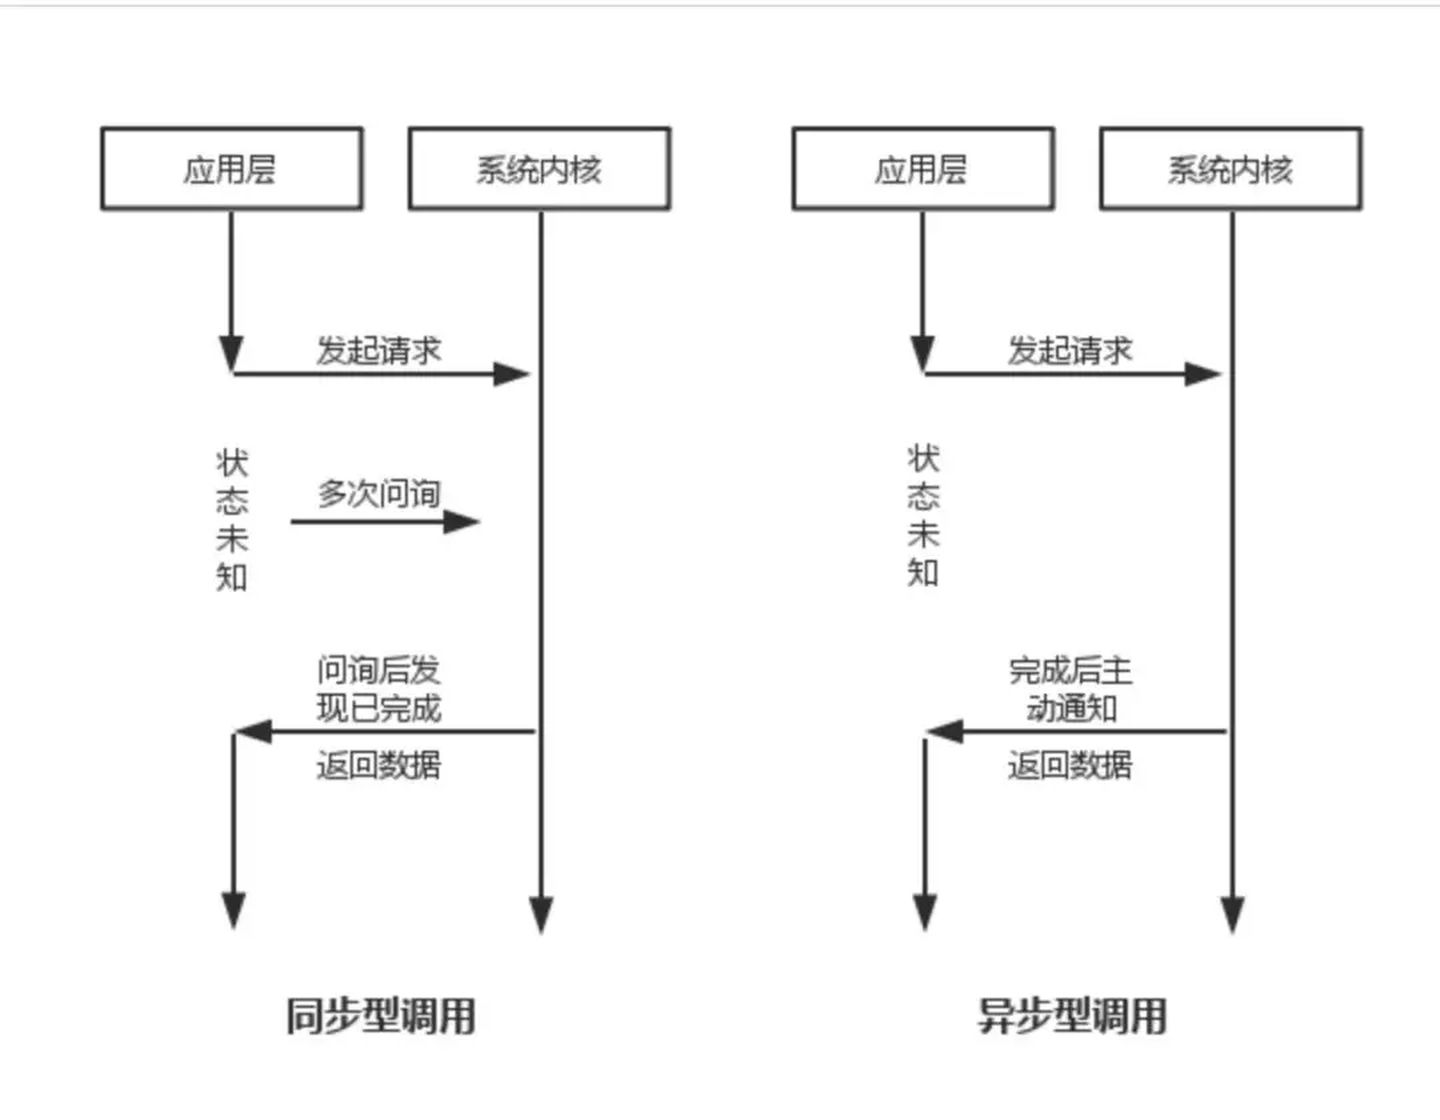 应用层
系统内核
发起请求
状
态
未
知
多次问询
问询后发
现已完成
返回数据
同步型调用
应用层
系统内核
发起请求
状
态
未
知
完成后主
动通知
返回数据
异步型调用